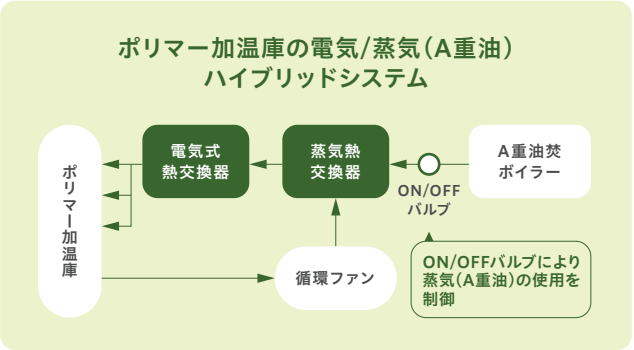 ポリマー加温庫の電気/蒸気（A重油）
ハイブリッドシステム
ポリマー加温庫
電気式
熱交換器
蒸気熱
交換器
ON/OFF
バルブ
A重油焚
ボイラー
循環ファン
ON/OFFバルブにより
蒸気（A重油）の使用を
制御